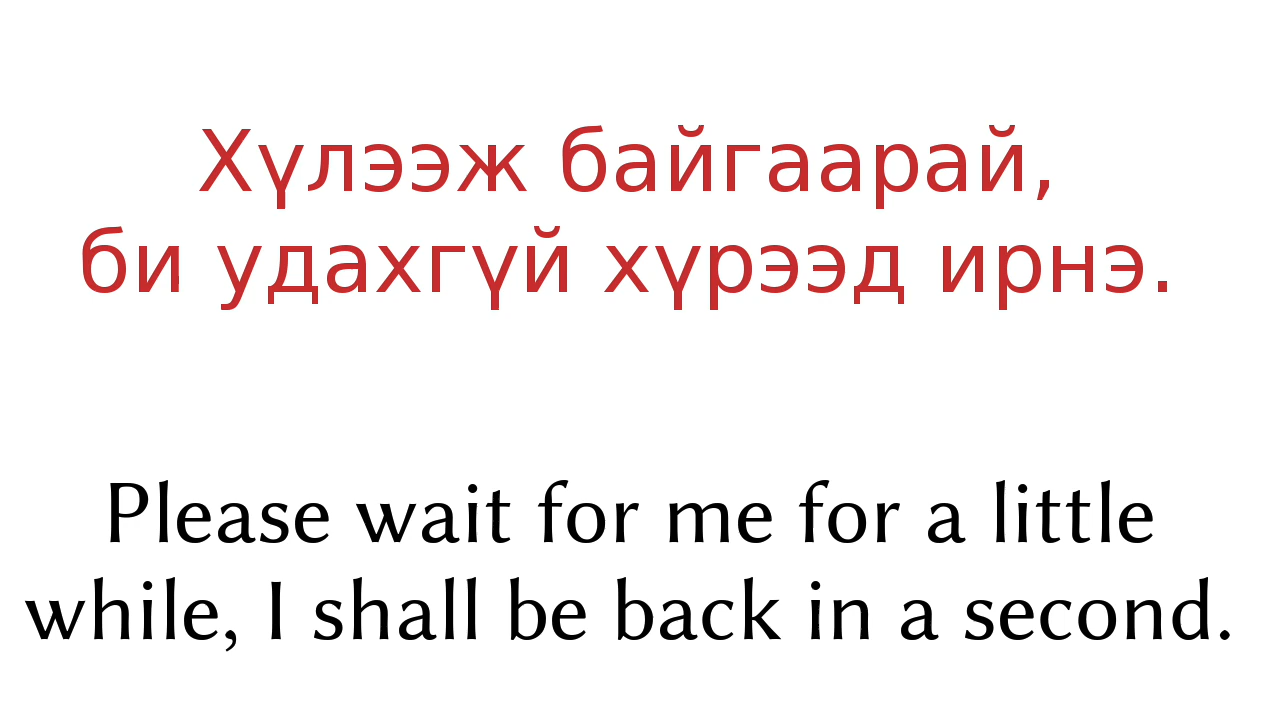 Хүлээж байгаарай,
би удахгүй хүрээд ирнэ.
Please wait for me for a little
while, I shall be back in a second.